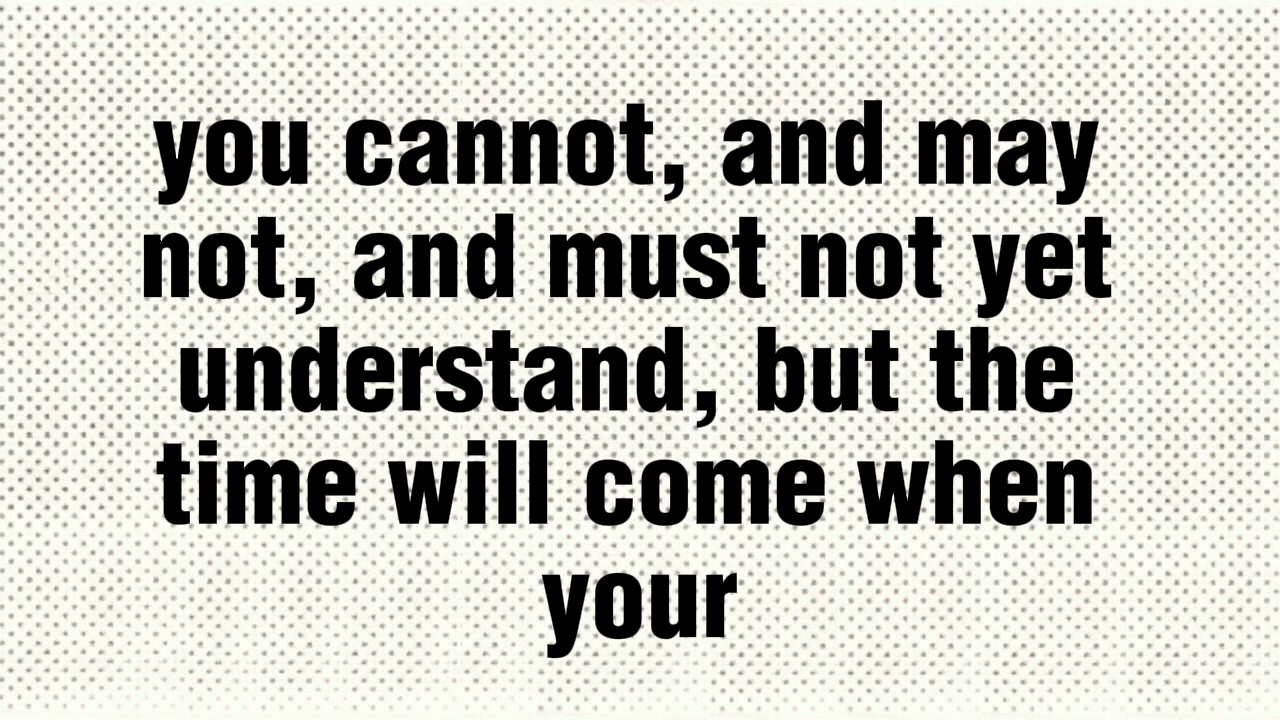 you cannot, and may
not, and must not yet
understand, but the
time will come when
your